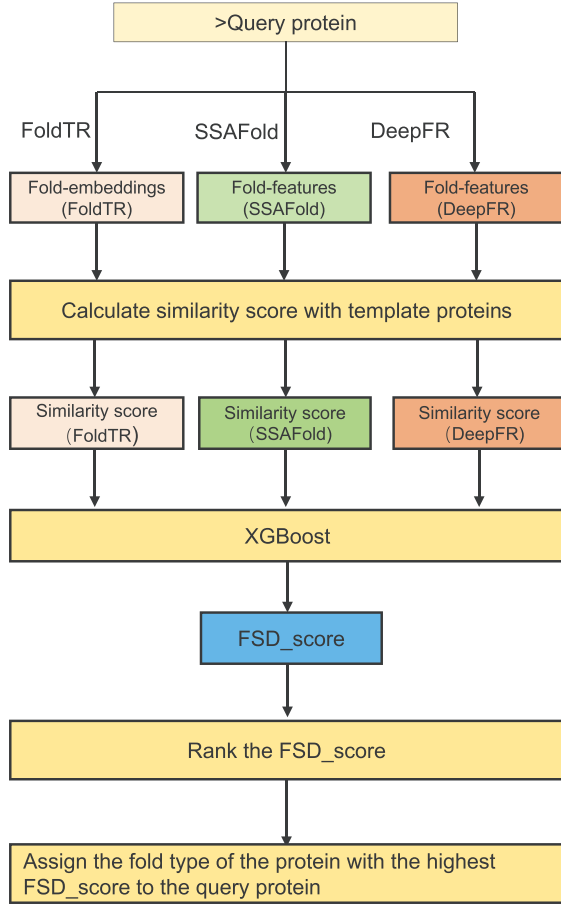 >Query protein
FoldTR
SSAFold
DeepFR
Fold-embeddings
(FoldTR)
Fold-features
(SSAFold)
Fold-features
(DeepFR)
Calculate similarity score with template proteins
Similarity score
（FoldTR)
Similarity score
（SSAFold)
Similarity score
（DeepFR)
XGBoost
FSD_score
Rank the FSD_score
Assign the fold type of the protein with the highest
FSD_score to the query protein